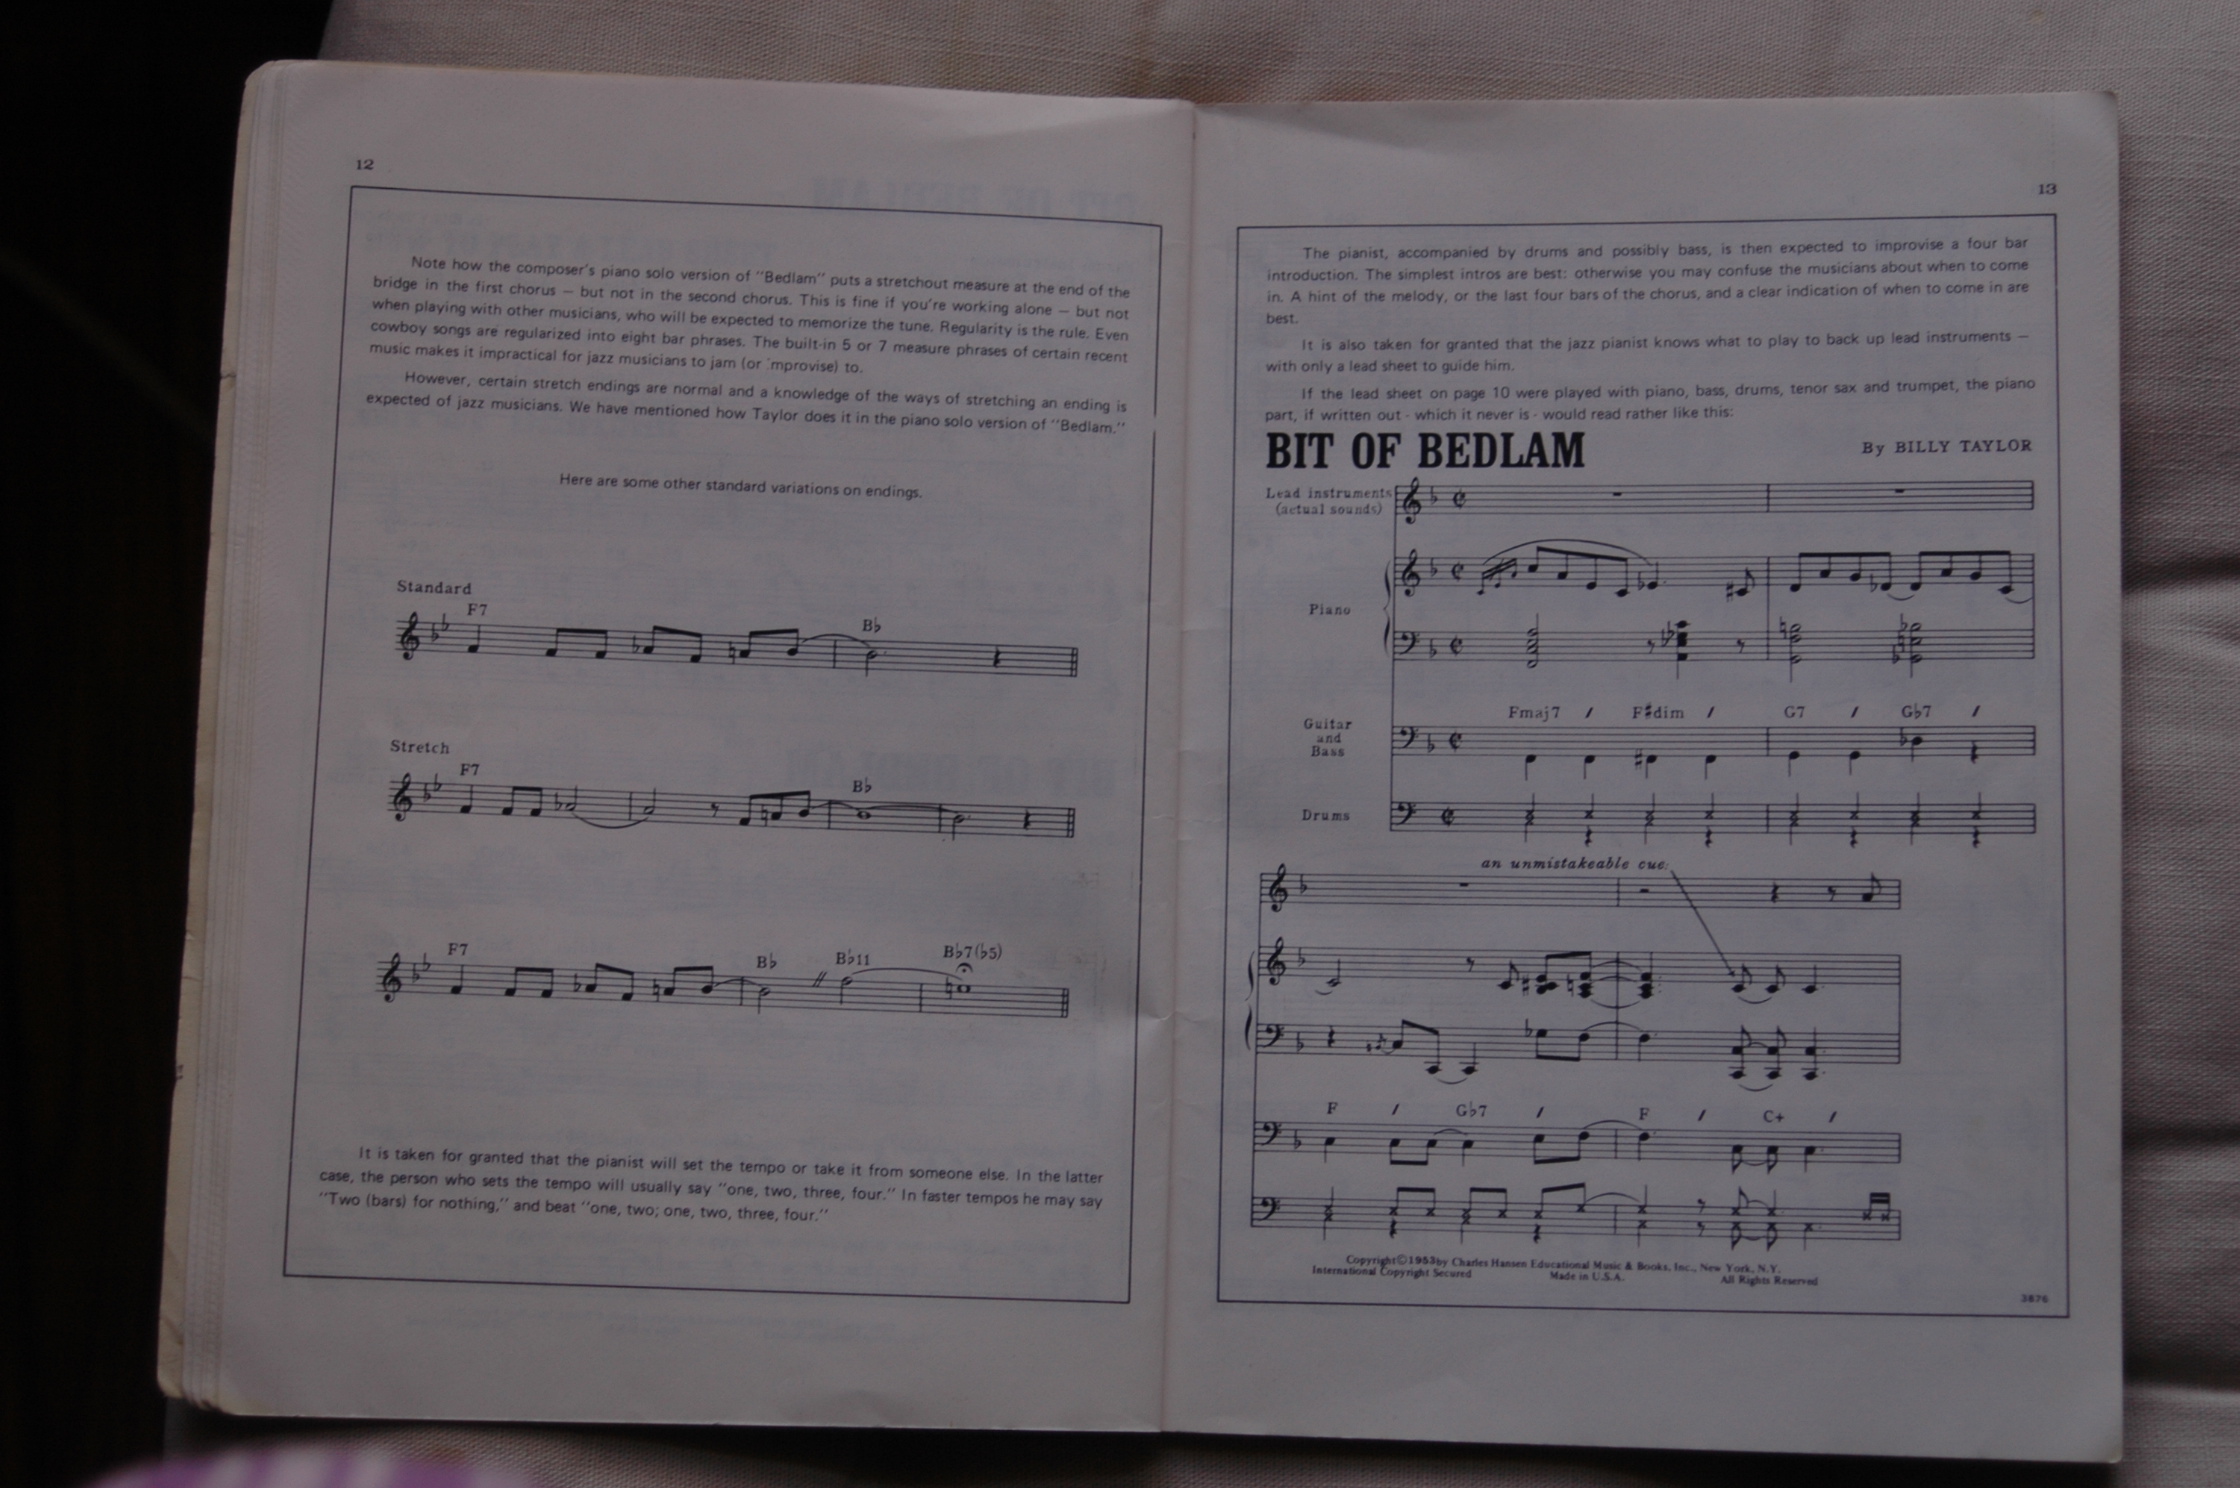 12
Note how the composer's piano solo version of "Bedlam" puts a stretchout measure at the end of the
bridge in the first chorus — but not in the second chorus. This is fine if you're working alone — but not
when playing with other musicians, who will be expected to memorize the tune. Regularity is the rule. Even
cowboy songs are regularized into eight bar phrases. The built-in 5 or 7 measure phrases of certain recent
music makes it impractical for jazz musicians to jam (or improvise) to.
However, certain stretch endings are normal and a knowledge of the ways of stretching an ending is
expected of jazz musicians. We have mentioned how Taylor does it in the piano solo version of "Bedlam."
Here are some other standard variations on endings.
Standard
F7 B♭
Stretch
F7 B♭
F7 B♭ B♭11 B♭7(♭5)
It is taken for granted that the pianist will set the tempo or take it from someone else. In the latter
case, the person who sets the tempo will usually say "one, two, three, four." In faster tempos he may say
"Two (bars) for nothing," and beat "one, two; one, two, three, four."
13
The pianist, accompanied by drums and possibly bass, is then expected to improvise a four bar
introduction. The simplest intros are best: otherwise you may confuse the musicians about when to come
in. A hint of the melody, or the last four bars of the chorus, and a clear indication of when to come in are
best.
It is also taken for granted that the jazz pianist knows what to play to back up lead instruments —
with only a lead sheet to guide him.
If the lead sheet on page 10 were played with piano, bass, drums, tenor sax and trumpet, the piano
part, if written out - which it never is - would read rather like this:
BIT OF BEDLAM
By BILLY TAYLOR
Lead instruments
(actual sounds)
Piano
Fmaj7 / F♯dim / G7 / G♭7 /
Guitar
and
Bass
Drums
an unmistakeable cue:
F / G♭7 / F / C+ /
Copyright©1953 by Charles Hansen Educational Music & Books, Inc., New York, N.Y.
International Copyright Secured Made in U.S.A. All Rights Reserved
3876